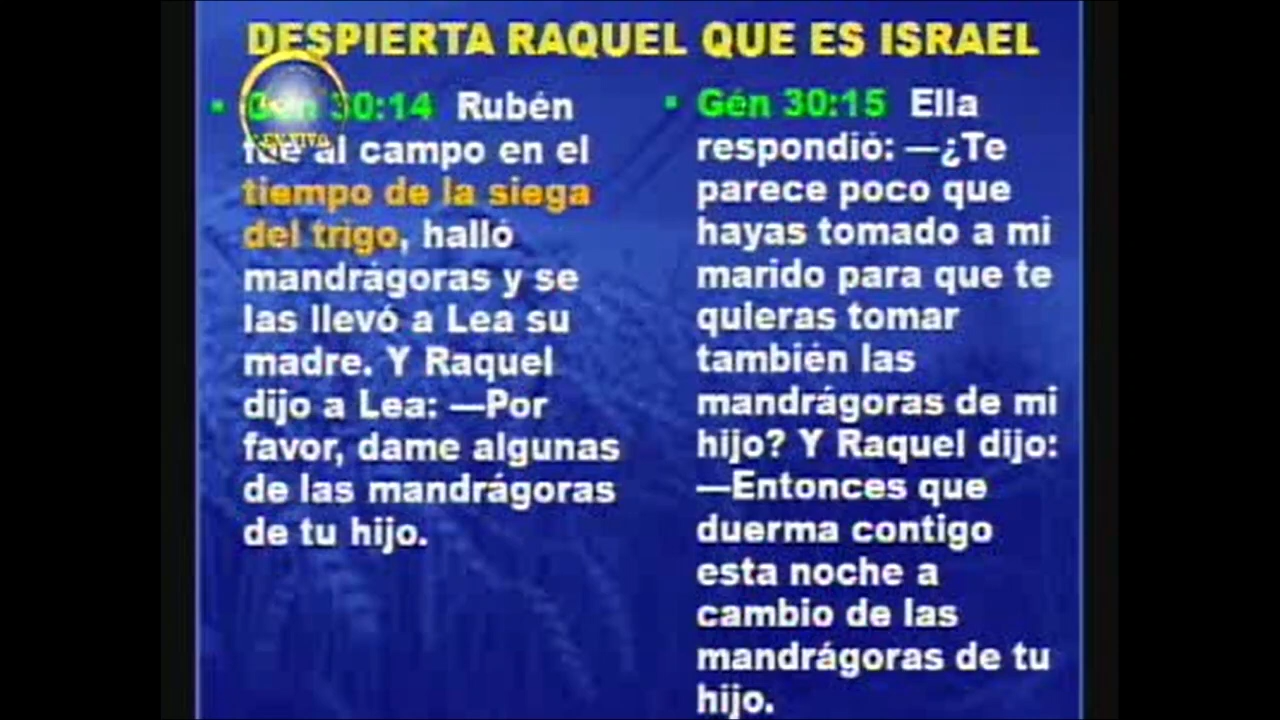 DESPIERTA RAQUEL QUE ES ISRAEL
Gén 30:14 Rubén
fue al campo en el
tiempo de la siega
del trigo, halló
mandrágoras y se
las llevó a Lea su
madre. Y Raquel
dijo a Lea: —Por
favor, dame algunas
de las mandrágoras
de tu hijo.
EN VIVO
Gén 30:15 Ella
respondió: —¿Te
parece poco que
hayas tomado a mi
marido para que te
quieras tomar
también las
mandrágoras de mi
hijo? Y Raquel dijo:
—Entonces que
duerma contigo
esta noche a
cambio de las
mandrágoras de tu
hijo.